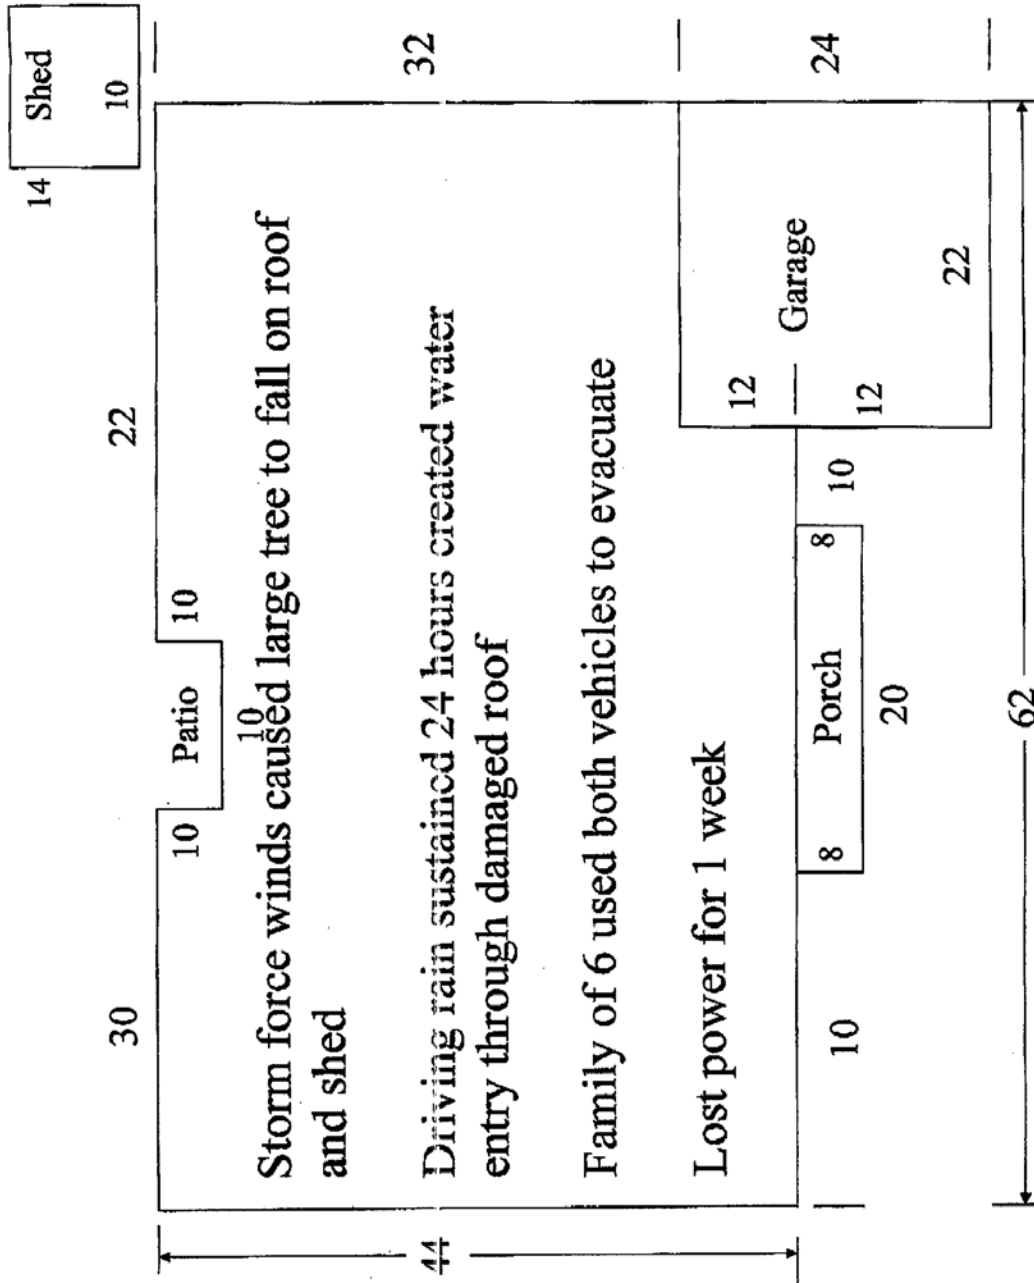 14
Shed
10
30
22
10
Patio
10
10
32
24
44
Storm force winds caused large tree to fall on roof
and shed
Driving rain sustained 24 hours created water
entry through damaged roof
Family of 6 used both vehicles to evacuate
Lost power for 1 week
12
12
Garage
22
8
Porch
8
10
10
20
62